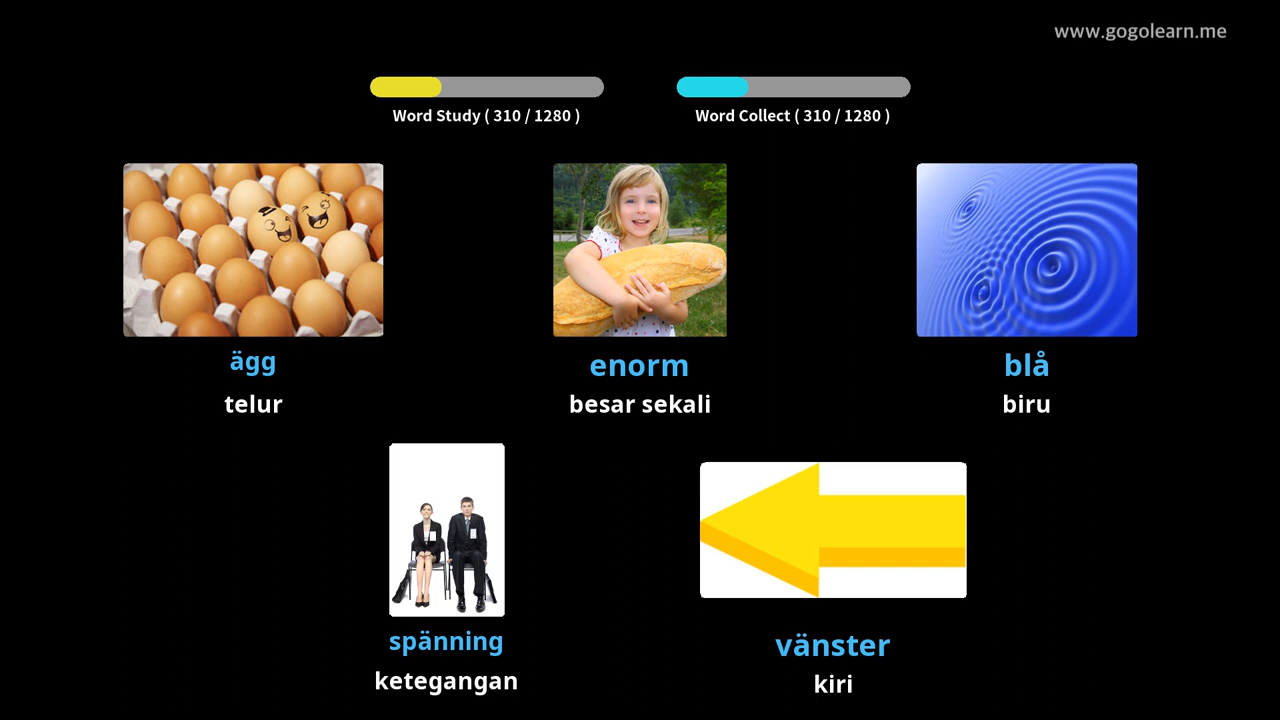 www.gogolearn.me
Word Study ( 310 / 1280 )
Word Collect ( 310 / 1280 )
ägg
telur
enorm
besar sekali
blå
biru
spänning
ketegangan
vänster
kiri